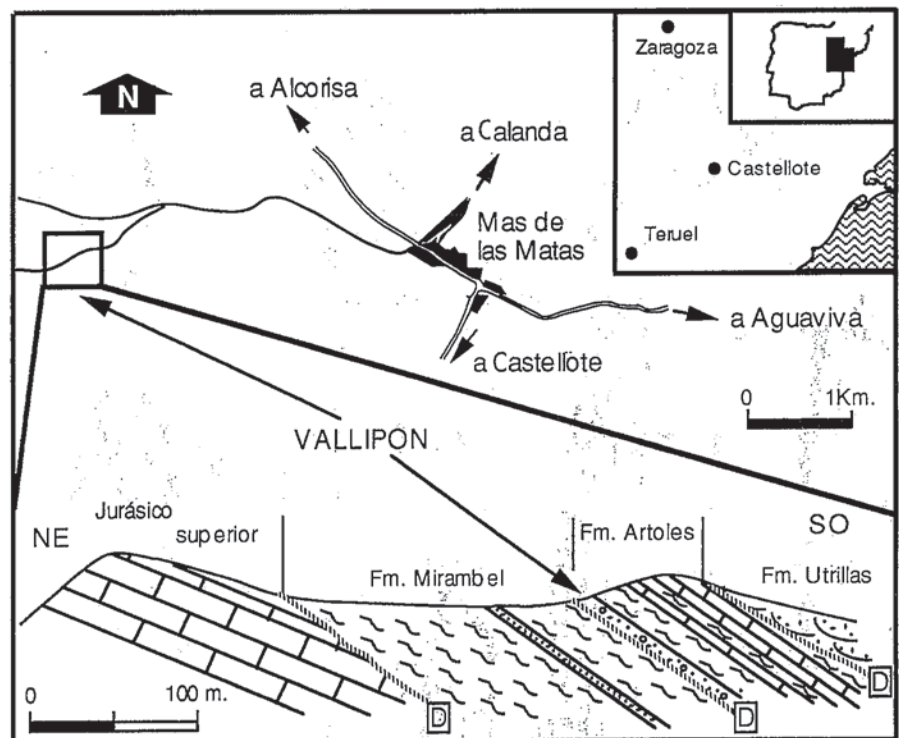 Zaragoza
N
a Alcorisa
a Calanda
Castellote
Mas de
las Matas
Teruel
a Aguaviva
a Castellote
0 1Km.
VALLIPON
Jurásico
superior
NE
SO
Fm. Artoles
Fm. Mirambel
Fm. Utrillas
0 100 m.
D
D
D